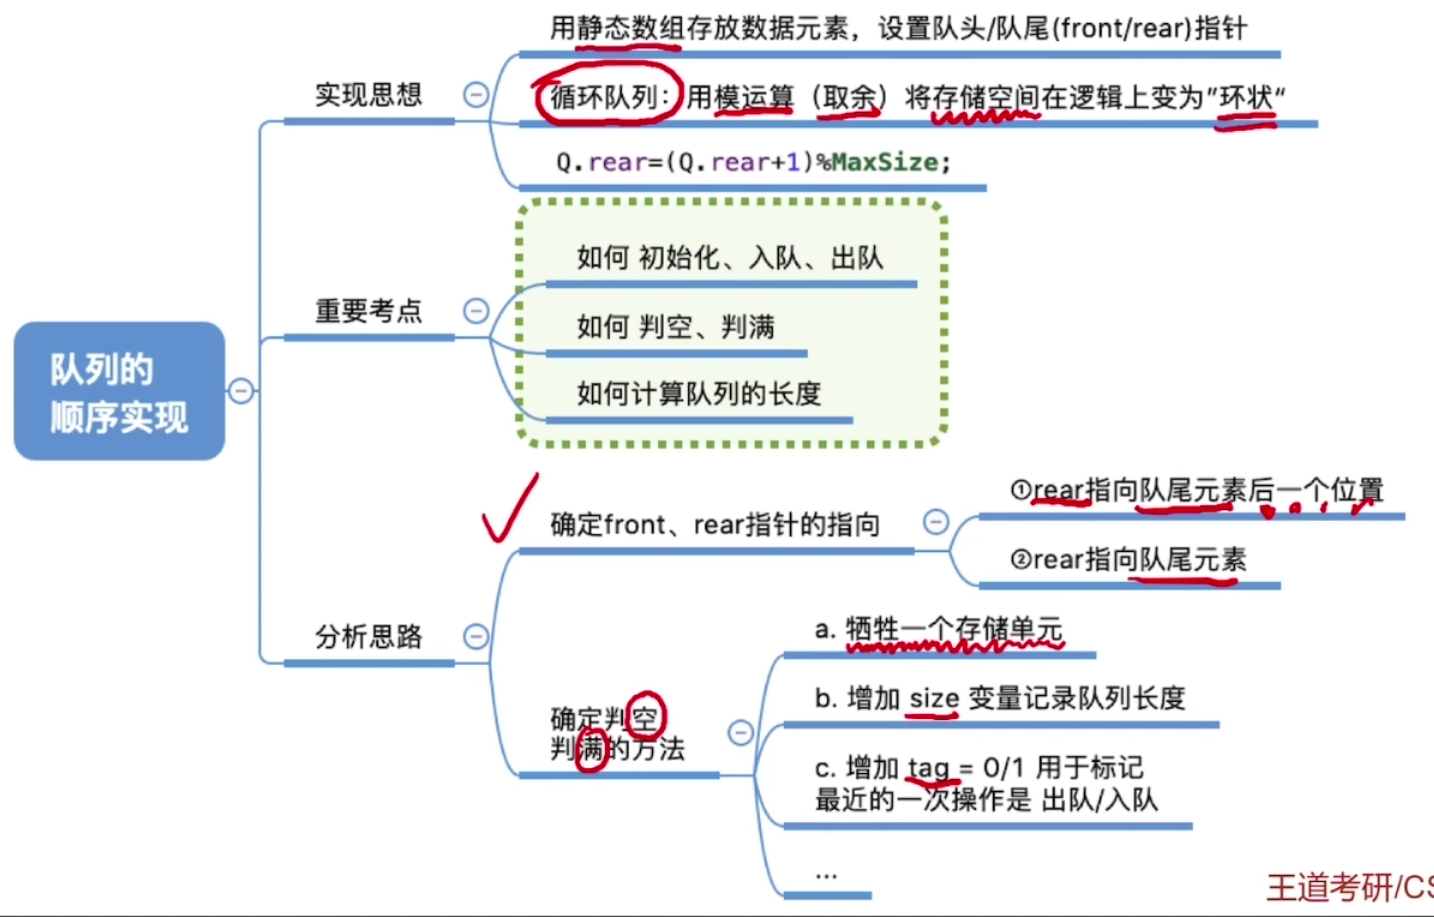 用静态数组存放数据元素，设置队头/队尾(front/rear)指针
实现思想
循环队列：用模运算（取余）将存储空间在逻辑上变为"环状"
Q.rear=(Q.rear+1)%MaxSize;
如何 初始化、入队、出队
重要考点
如何 判空、判满
如何计算队列的长度
队列的
顺序实现
①rear指向队尾元素后一个位置
确定front、rear指针的指向
②rear指向队尾元素
分析思路
a. 牺牲一个存储单元
b. 增加 size 变量记录队列长度
确定判空
判满的方法
c. 增加 tag = 0/1 用于标记
最近的一次操作是 出队/入队
...
王道考研/CS